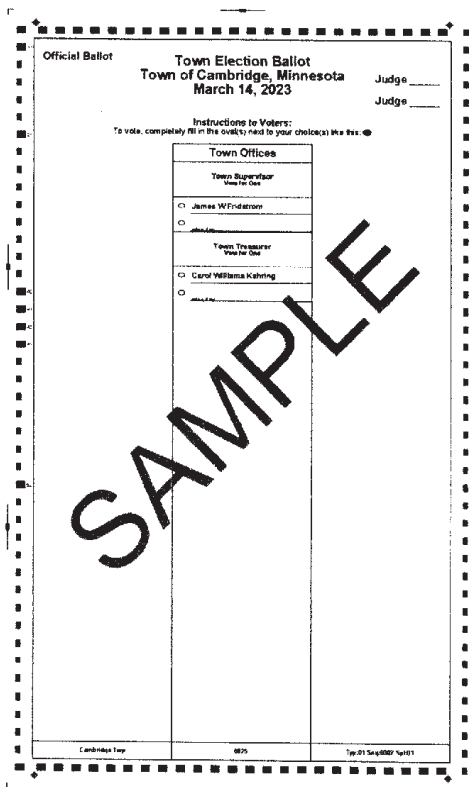 Official Ballot
Town Election Ballot
Town of Cambridge, Minnesota
March 14, 2023
Judge _____
Judge _____
Instructions to Voters:
To vote, completely fill in the oval(s) next to your choice(s) like this:
Town Offices
Town Supervisor
Vote for One
James W Fridstrom
Town Treasurer
Vote for One
Carol Williams Kehring
SAMPLE
Cambridge Twp